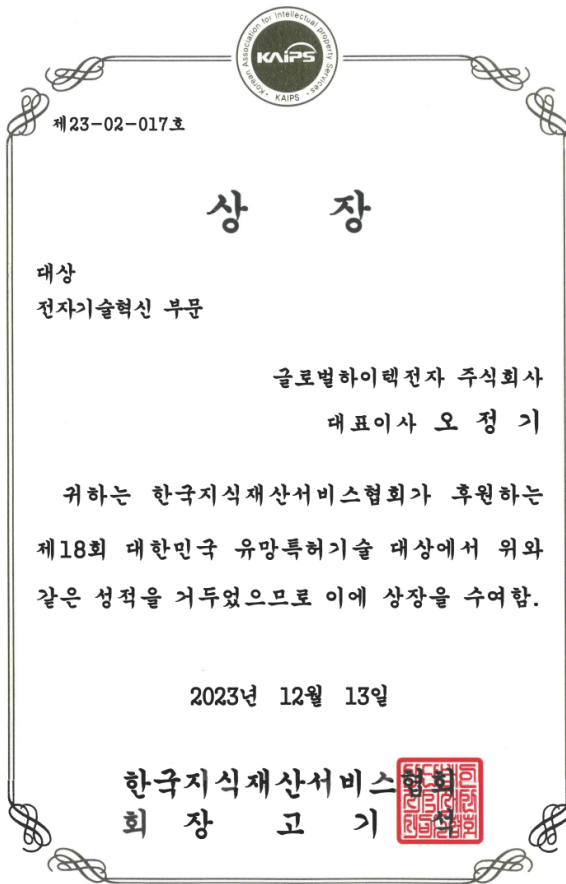 Korean Association for Intellectual property Services
KAIPS
· KAIPS ·
제23-02-017호
상 장
대상
전자기술혁신 부문
글로벌하이텍전자 주식회사
대표이사 오 정 기
귀하는 한국지식재산서비스협회가 후원하는
제18회 대한민국 유망특허기술 대상에서 위와
같은 성적을 거두었으므로 이에 상장을 수여함.
2023년 12월 13일
한국지식재산서비스협회
회 장 고 기 석